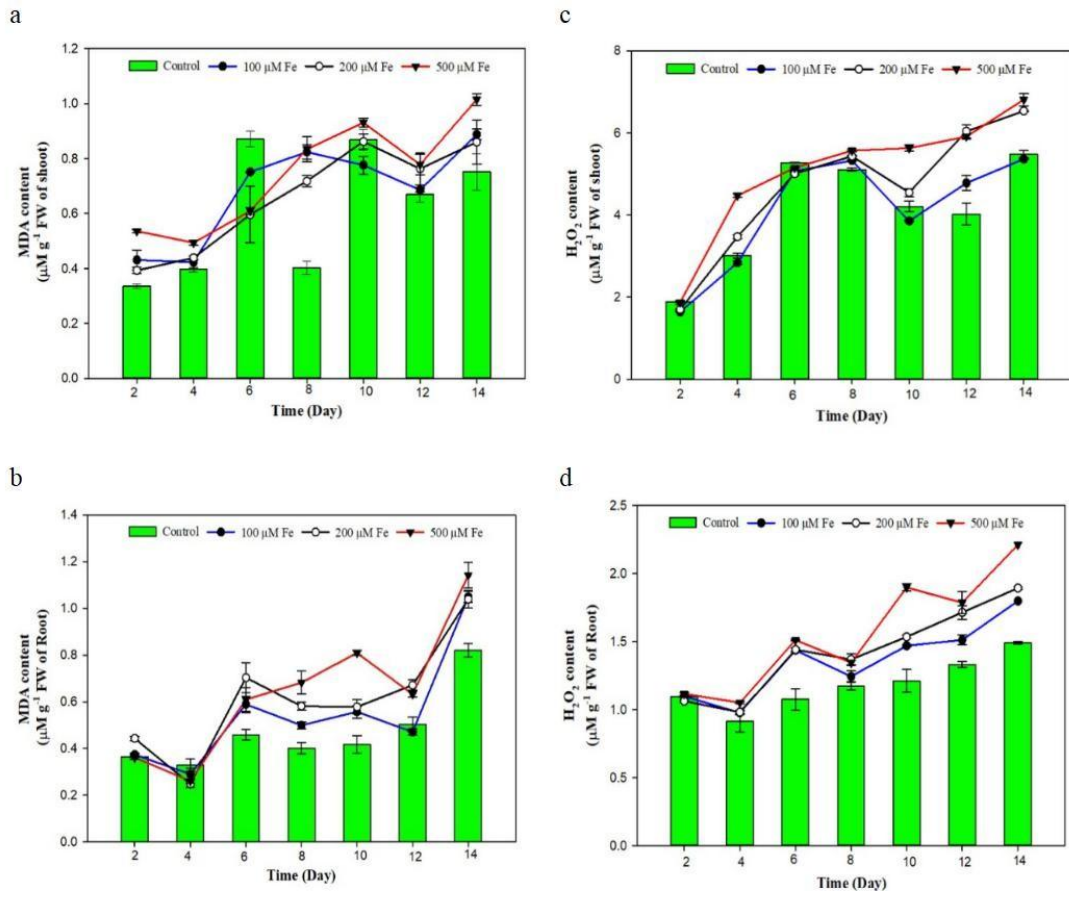 a
1.2
Control 100 µM Fe 200 µM Fe 500 µM Fe
1.0
0.8
0.6
0.4
0.2
0.0
MDA content
(µM g⁻¹ FW of shoot)
2 4 6 8 10 12 14
Time (Day)
c
8
Control 100 µM Fe 200 µM Fe 500 µM Fe
6
4
2
0
H₂O₂ content
(µM g⁻¹ FW of shoot)
2 4 6 8 10 12 14
Time (Day)
b
1.4
Control 100 µM Fe 200 µM Fe 500 µM Fe
1.2
1.0
0.8
0.6
0.4
0.2
0.0
MDA content
(µM g⁻¹ FW of Root)
2 4 6 8 10 12 14
Time (Day)
d
2.5
Control 100 µM Fe 200 µM Fe 500 µM Fe
2.0
1.5
1.0
0.5
0.0
H₂O₂ content
(µM g⁻¹ FW of Root)
2 4 6 8 10 12 14
Time (Day)